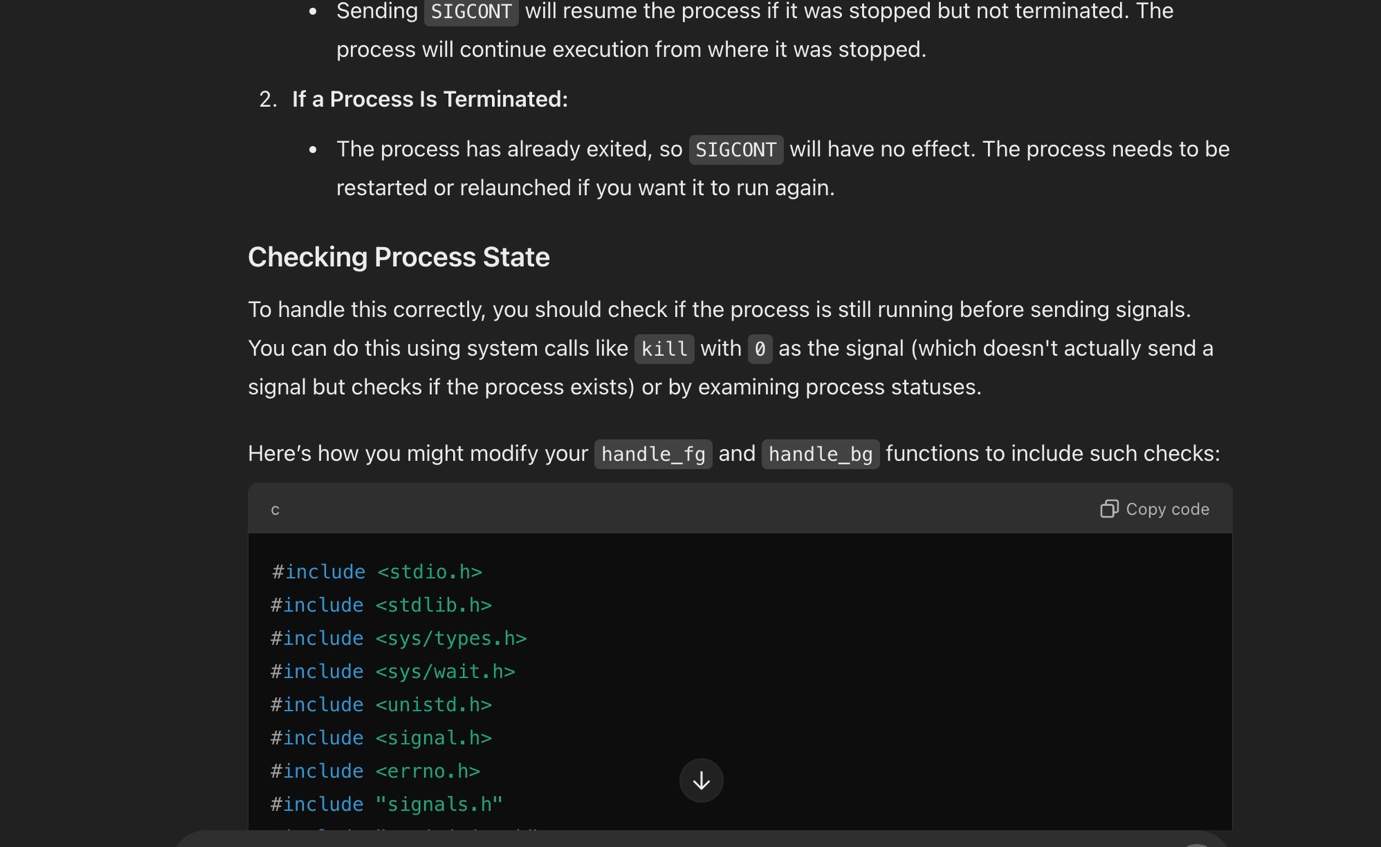 • Sending SIGCONT will resume the process if it was stopped but not terminated. The
process will continue execution from where it was stopped.
2. If a Process Is Terminated:
• The process has already exited, so SIGCONT will have no effect. The process needs to be
restarted or relaunched if you want it to run again.
Checking Process State
To handle this correctly, you should check if the process is still running before sending signals.
You can do this using system calls like kill with 0 as the signal (which doesn't actually send a
signal but checks if the process exists) or by examining process statuses.
Here’s how you might modify your handle_fg and handle_bg functions to include such checks:
c
Copy code
#include <stdio.h>
#include <stdlib.h>
#include <sys/types.h>
#include <sys/wait.h>
#include <unistd.h>
#include <signal.h>
#include <errno.h>
#include "signals.h"